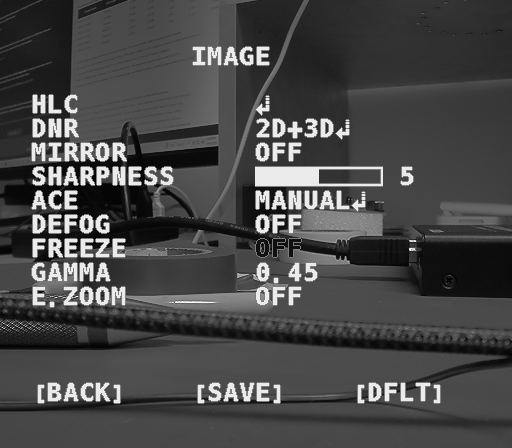 IMAGE
HLC ↲
DNR 2D+3D↲
MIRROR OFF
SHARPNESS 5
ACE MANUAL↲
DEFOG OFF
FREEZE OFF
GAMMA 0.45
E.ZOOM OFF
[BACK] [SAVE] [DFLT]